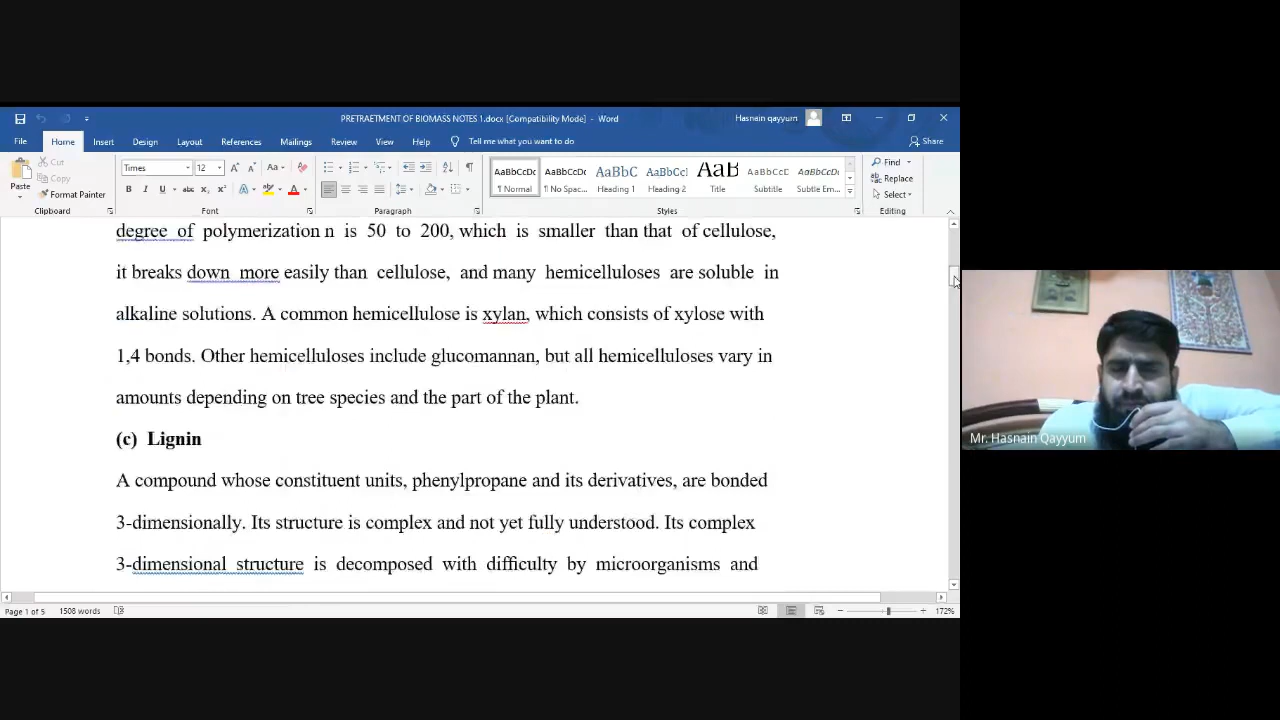 PRETRAETMENT OF BIOMASS NOTES 1.docx [Compatibility Mode] - Word
Hasnain qayyum
File Home Insert Design Layout References Mailings Review View Help Tell me what you want to do Share
Paste
Cut
Copy
Format Painter
Clipboard
Times 12
Font
Paragraph
AaBbCcDc ¶ Normal
AaBbCcDc ¶ No Spac...
AaBbC Heading 1
AaBbCc Heading 2
AaB Title
AaBbCcD Subtitle
AaBbCcDc Subtle Em...
Styles
Find
Replace
Select
Editing
degree of polymerization n is 50 to 200, which is smaller than that of cellulose,
it breaks down more easily than cellulose, and many hemicelluloses are soluble in
alkaline solutions. A common hemicellulose is xylan, which consists of xylose with
1,4 bonds. Other hemicelluloses include glucomannan, but all hemicelluloses vary in
amounts depending on tree species and the part of the plant.
(c) Lignin
A compound whose constituent units, phenylpropane and its derivatives, are bonded
3-dimensionally. Its structure is complex and not yet fully understood. Its complex
3-dimensional structure is decomposed with difficulty by microorganisms and
Page 1 of 5 1508 words 172%
Mr. Hasnain Qayyum